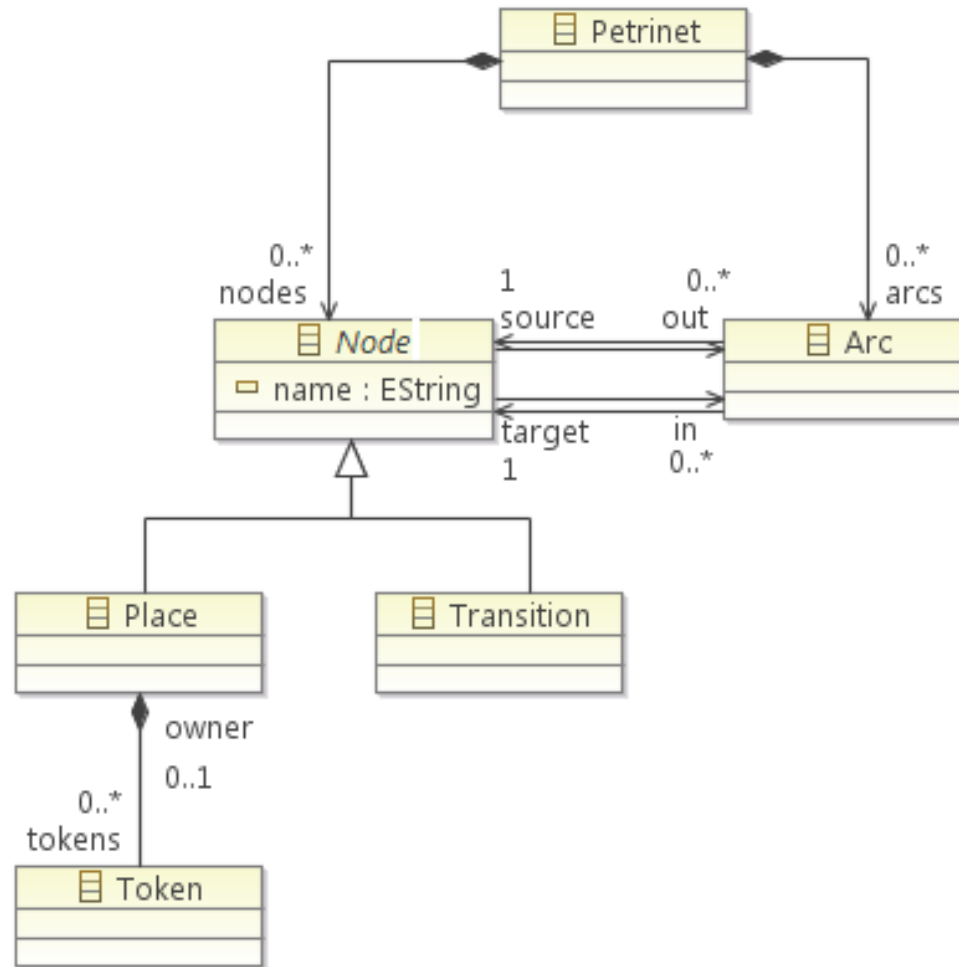 Petrinet
0..*
nodes
1
source
0..*
out
0..*
arcs
Node
name : EString
Arc
target
1
in
0..*
Place
Transition
owner
0..1
0..*
tokens
Token